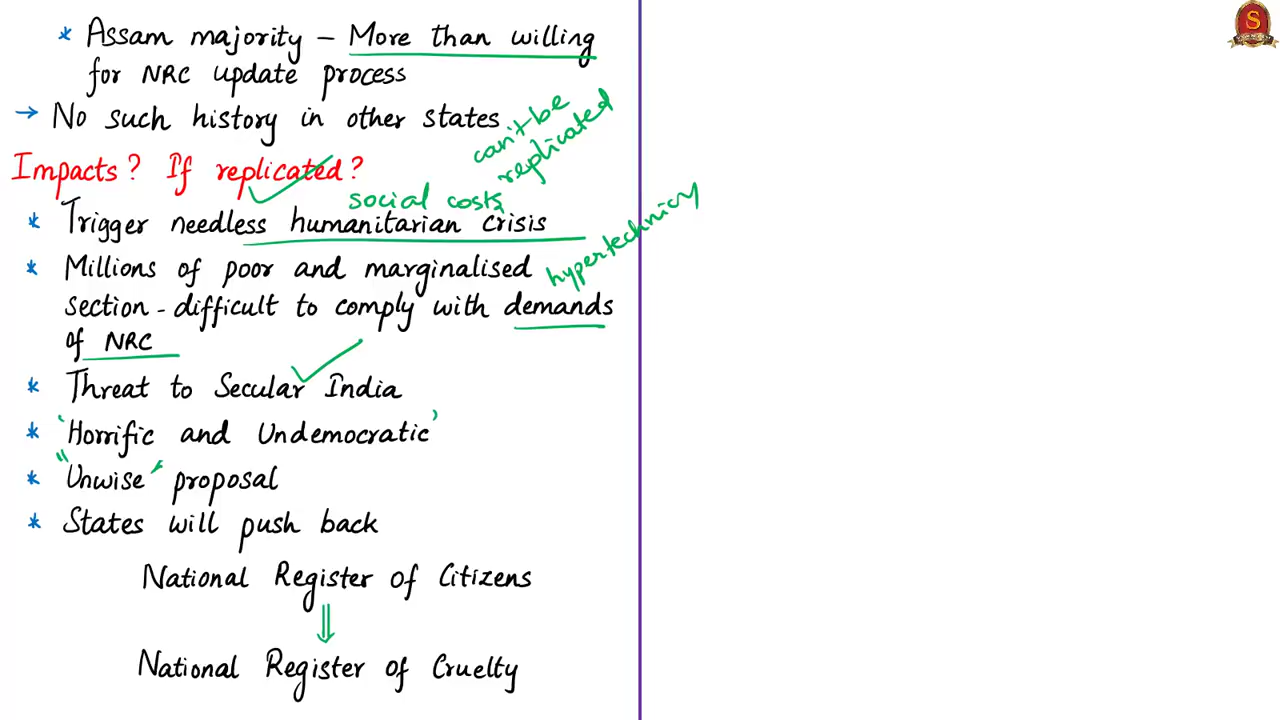 * Assam majority - More than willing
for NRC update process
→ No such history in other states
can't be
replicated
Impacts? If replicated?
social costs
* Trigger needless humanitarian crisis
hypertechnicy
* Millions of poor and marginalised
section - difficult to comply with demands
of NRC
* Threat to Secular India
* 'Horrific and Undemocratic'
* "Unwise" proposal
* States will push back
National Register of Citizens
⇓
National Register of Cruelty
S